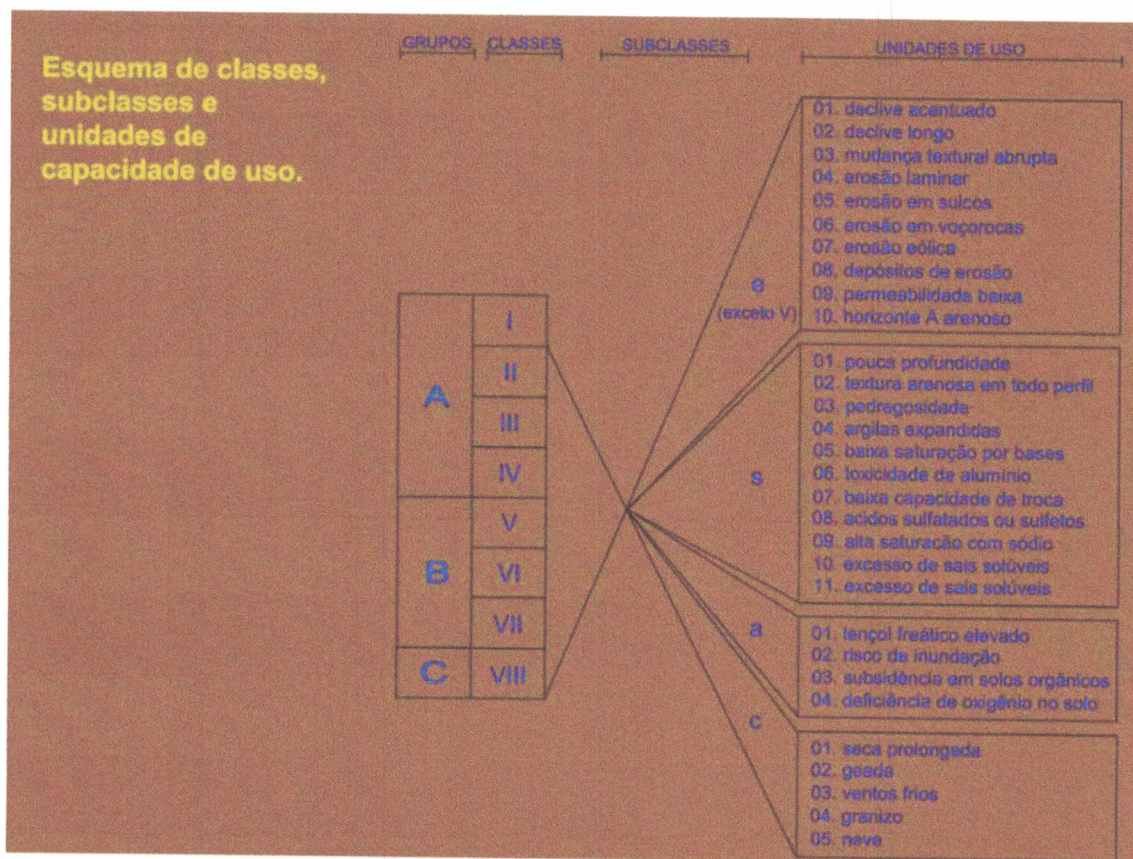 Esquema de classes,
subclasses e
unidades de
capacidade de uso.
GRUPOS CLASSES SUBCLASSES UNIDADES DE USO
A
B
C
I
II
III
IV
V
VI
VII
VIII
e
(exceto V)
01. declive acentuado
02. declive longo
03. mudança textural abrupta
04. erosão laminar
05. erosão em sulcos
06. erosão em voçorocas
07. erosão eólica
08. depósitos de erosão
09. permeabilidade baixa
10. horizonte A arenoso
s
01. pouca profundidade
02. textura arenosa em todo perfil
03. pedregosidade
04. argilas expandidas
05. baixa saturação por bases
06. toxicidade de alumínio
07. baixa capacidade de troca
08. acidos sulfatados ou sulfetos
09. alta saturacão com sódio
10. excesso de sais solúveis
11. excesso de sais solúveis
a
01. lençol freático elevado
02. risco de inundação
03. subsidência em solos orgânicos
04. deficiência de oxigênio no solo
c
01. seca prolongada
02. geada
03. ventos frios
04. granizo
05. neve